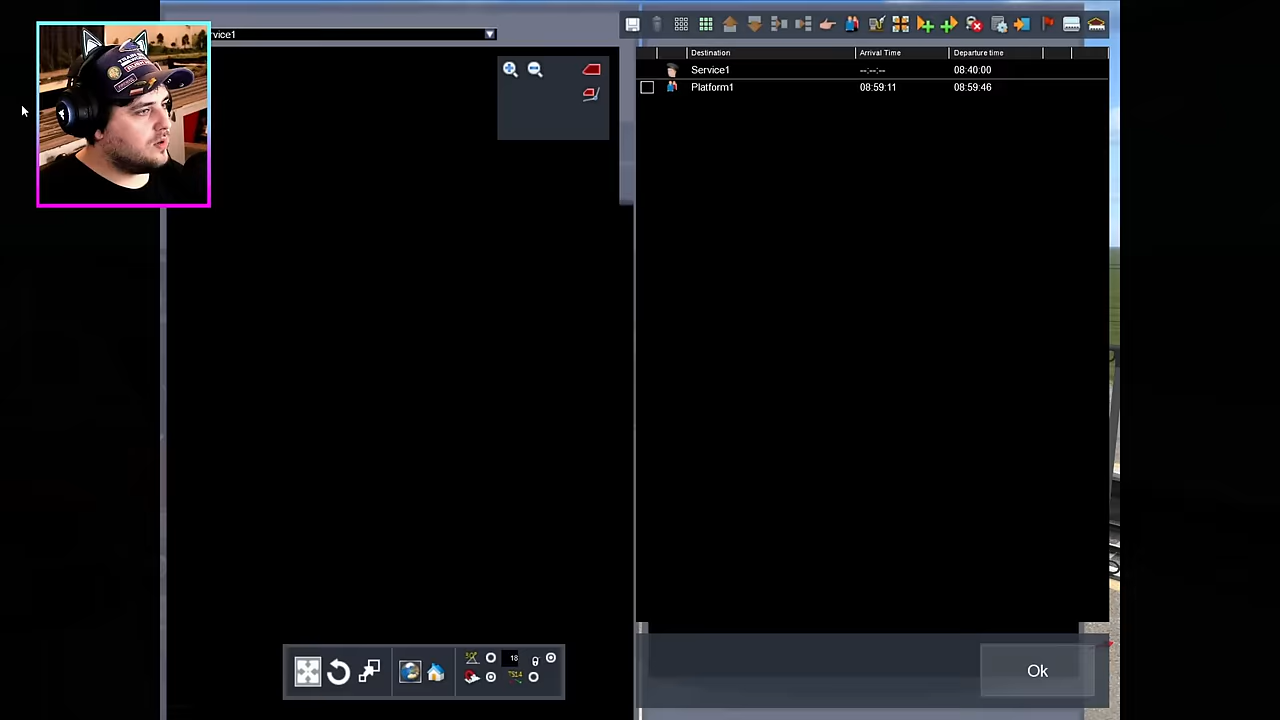 rvice1
Destination Arrival Time Departure time
Service1 --:--:-- 08:40:00
Platform1 08:59:11 08:59:46
18
Ok